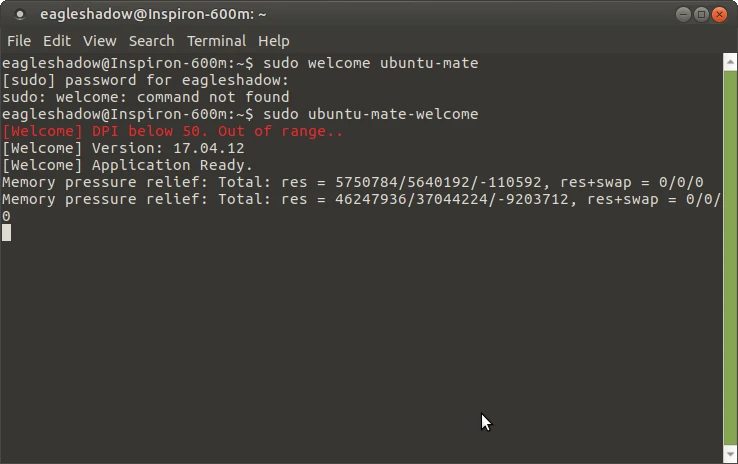 eagleshadow@Inspiron-600m: ~
File Edit View Search Terminal Help
eagleshadow@Inspiron-600m:~$ sudo welcome ubuntu-mate
[sudo] password for eagleshadow:
sudo: welcome: command not found
eagleshadow@Inspiron-600m:~$ sudo ubuntu-mate-welcome
[Welcome] DPI below 50. Out of range..
[Welcome] Version: 17.04.12
[Welcome] Application Ready.
Memory pressure relief: Total: res = 5750784/5640192/-110592, res+swap = 0/0/0
Memory pressure relief: Total: res = 46247936/37044224/-9203712, res+swap = 0/0/
0